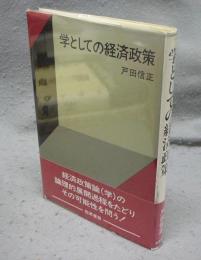 学としての経済政策
戸田信正
経済政策論(学)の
論理的展開過程をたどり
その可能性を問う!
学としての経済政策